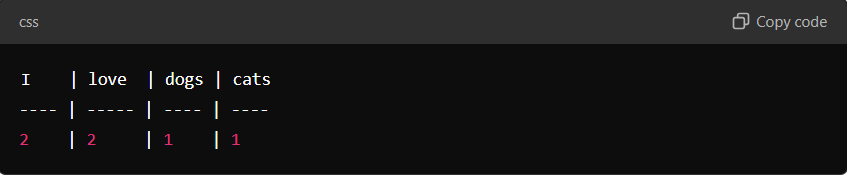 css Copy code
I | love | dogs | cats
---- | ----- | ---- | ----
2 | 2 | 1 | 1